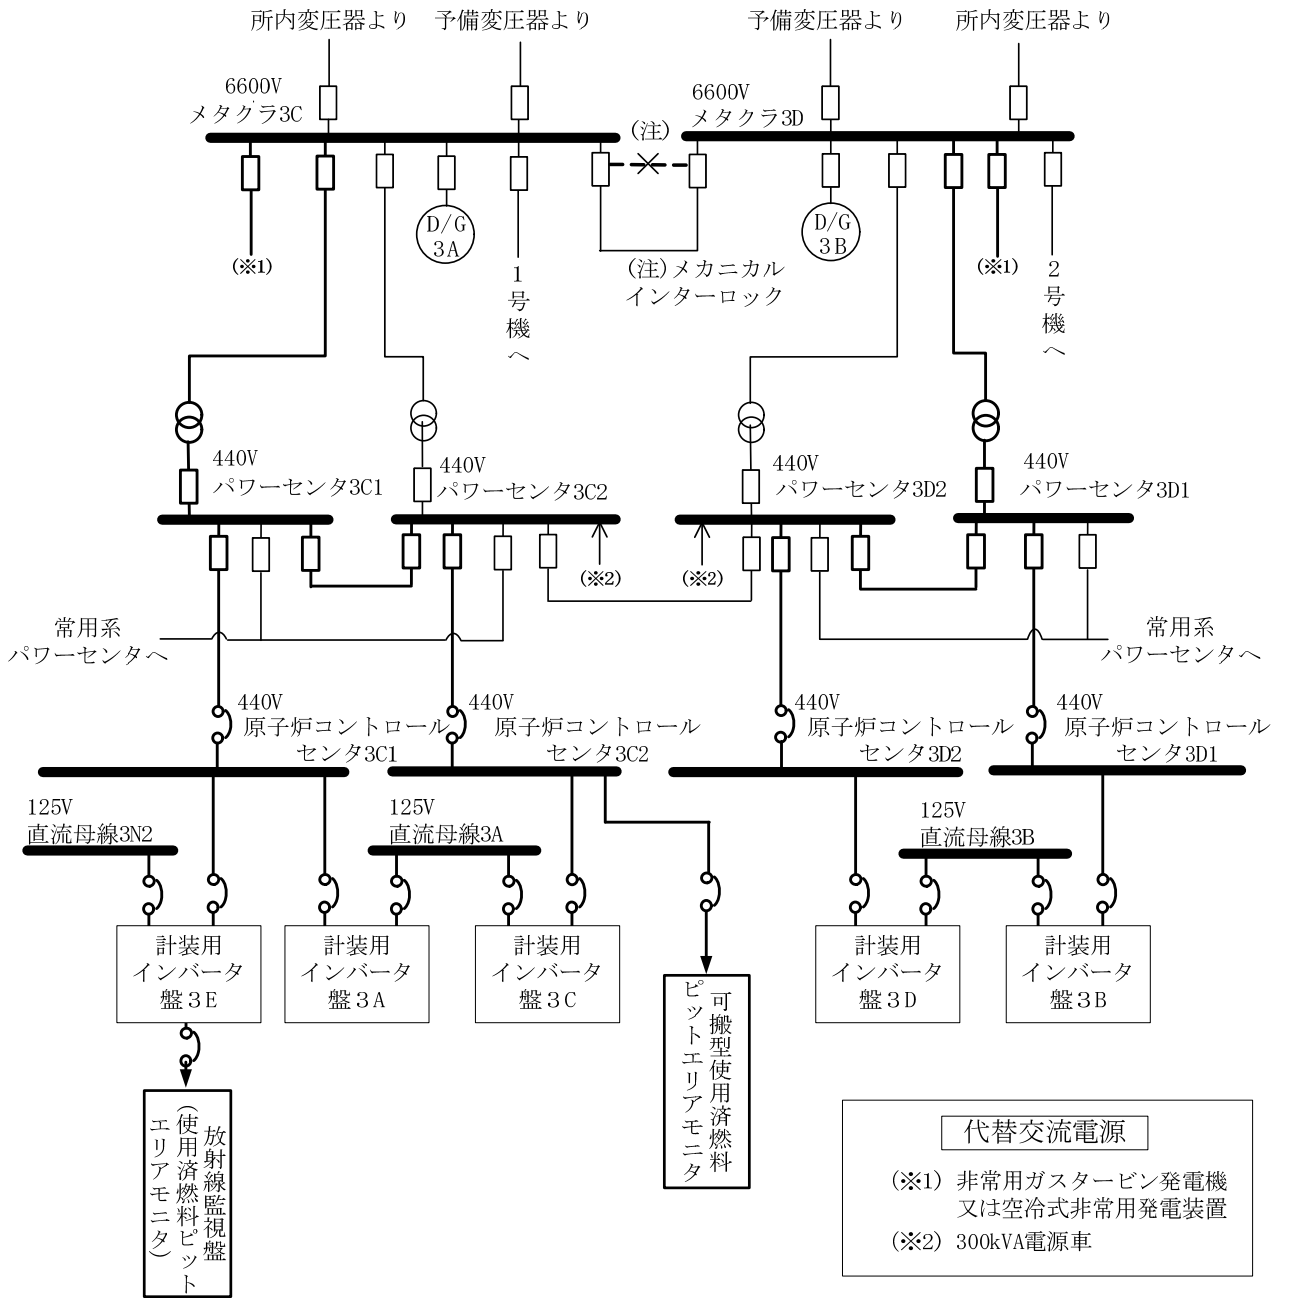 所内変圧器より
予備変圧器より
予備変圧器より
所内変圧器より
6600V
メタクラ3C
6600V
メタクラ3D
(注)
D/G
3A
D/G
3B
(※1)
1号機へ
(注)メカニカル
インターロック
(※1)
2号機へ
440V
パワーセンタ3C1
440V
パワーセンタ3C2
440V
パワーセンタ3D2
440V
パワーセンタ3D1
(※2)
(※2)
常用系
パワーセンタへ
常用系
パワーセンタへ
440V
原子炉コントロール
センタ3C1
440V
原子炉コントロール
センタ3C2
440V
原子炉コントロール
センタ3D2
440V
原子炉コントロール
センタ3D1
125V
直流母線3N2
125V
直流母線3A
125V
直流母線3B
計装用
インバータ
盤3E
計装用
インバータ
盤3A
計装用
インバータ
盤3C
計装用
インバータ
盤3D
計装用
インバータ
盤3B
可搬型使用済燃料
ピットエリアモニタ
放射線監視盤
(使用済燃料ピット
エリアモニタ)
代替交流電源
(※1) 非常用ガスタービン発電機
又は空冷式非常用発電装置
(※2) 300kVA電源車